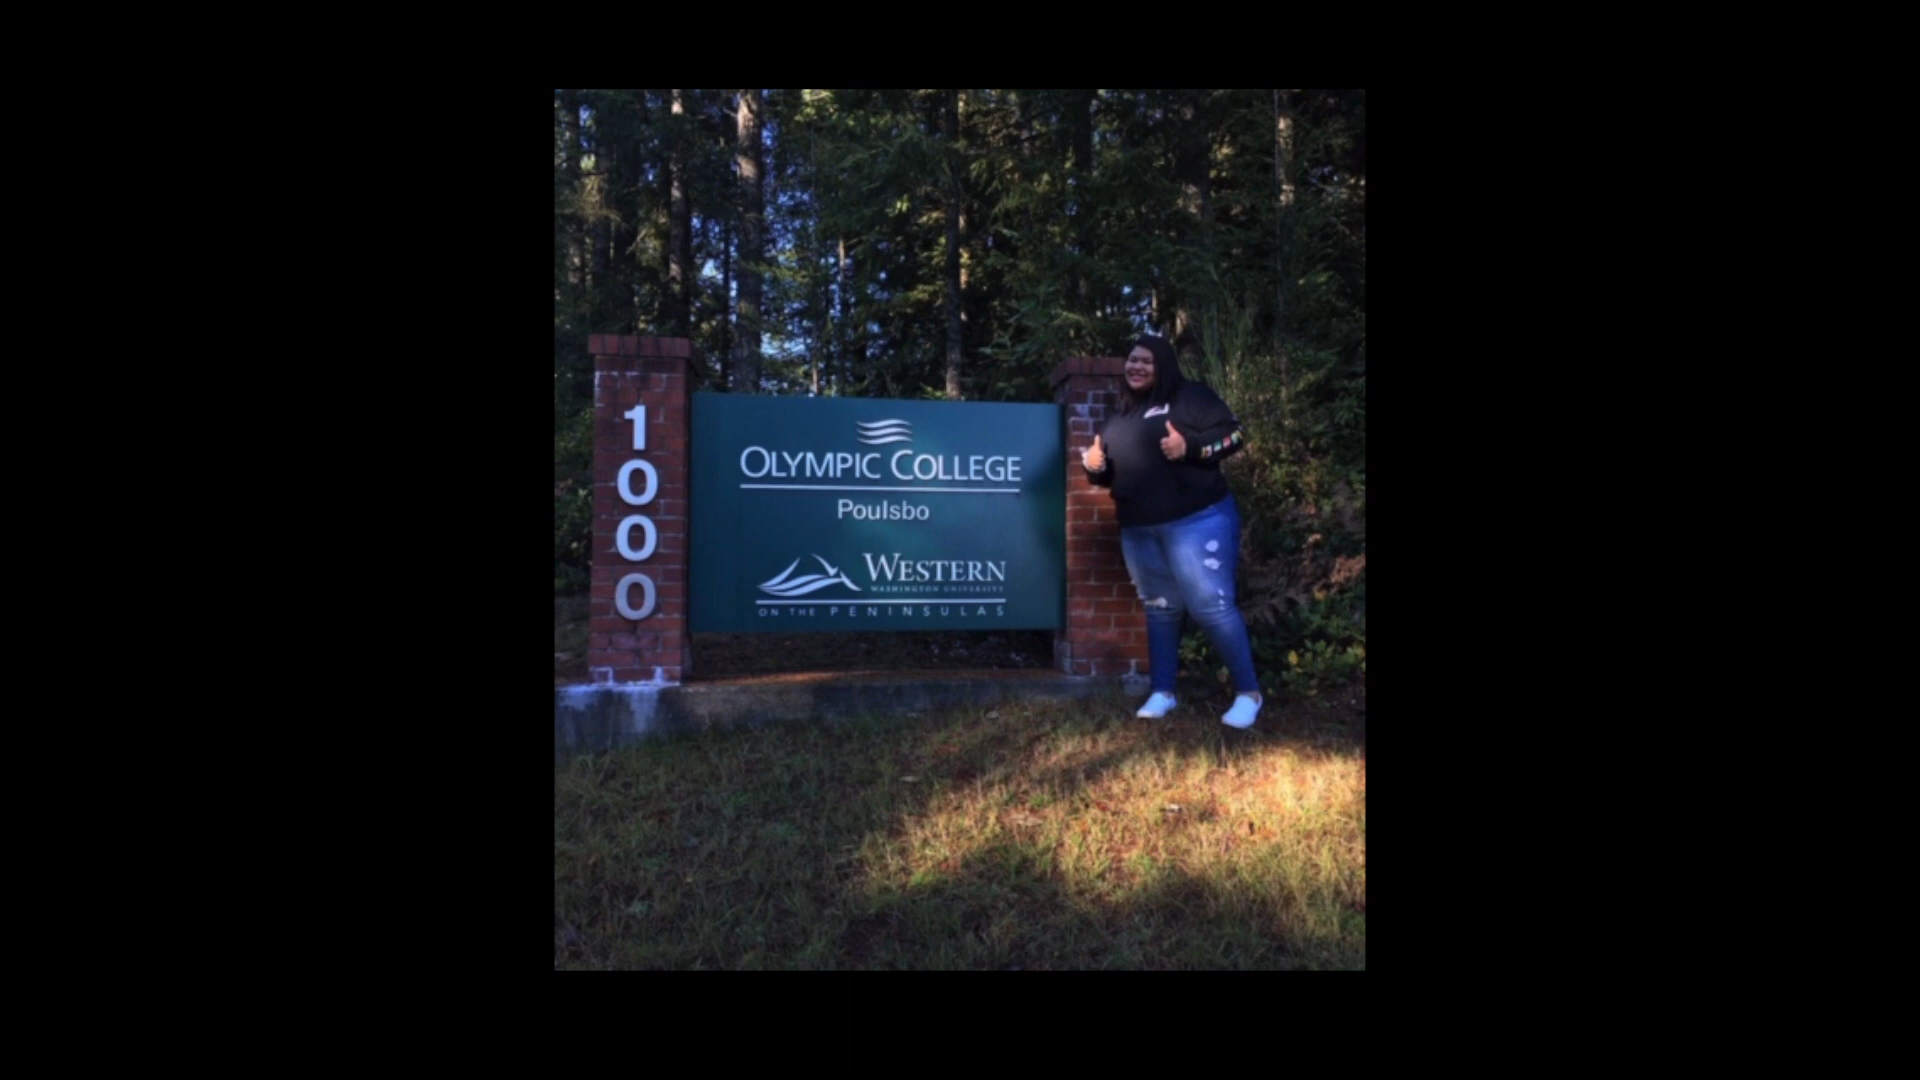 1000
OLYMPIC COLLEGE
Poulsbo
WESTERN
WASHINGTON UNIVERSITY
ON THE PENINSULAS